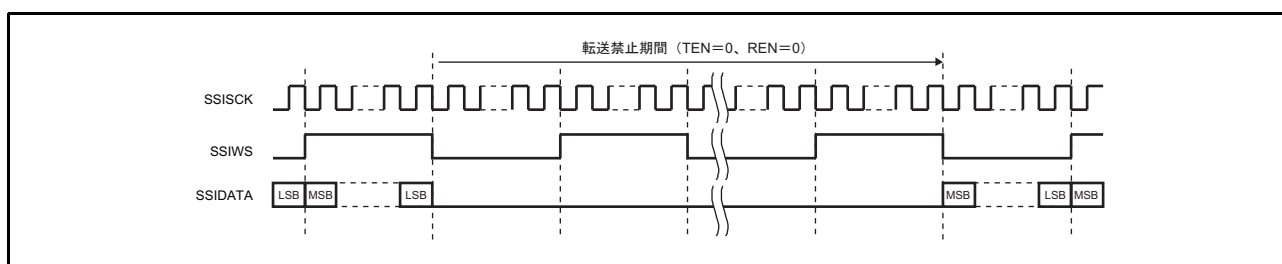 転送禁止期間（TEN＝0、REN＝0）
SSISCK
SSIWS
SSIDATA LSB MSB LSB MSB LSB MSB